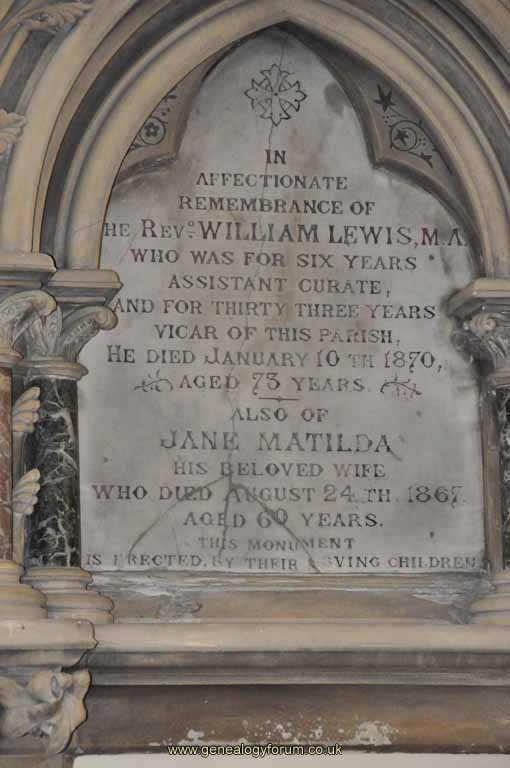 IN
AFFECTIONATE
REMEMBRANCE OF
HE REVD. WILLIAM LEWIS, M.A.
WHO WAS FOR SIX YEARS
ASSISTANT CURATE,
AND FOR THIRTY THREE YEARS
VICAR OF THIS PARISH,
HE DIED JANUARY 10TH 1870,
AGED 73 YEARS.
ALSO OF
JANE MATILDA
HIS BELOVED WIFE
WHO DIED AUGUST 24TH. 1867.
AGED YEARS.
THIS MONUMENT
IS ERECTED, BY THEIR LOVING CHILDREN
www.genealogyforum.co.uk